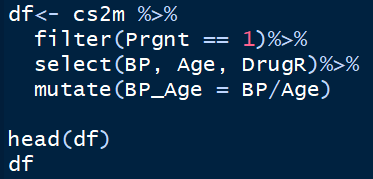 df<- cs2m %>%
  filter(Prgnt == 1)%>%
  select(BP, Age, DrugR)%>%
  mutate(BP_Age = BP/Age)

head(df)
df